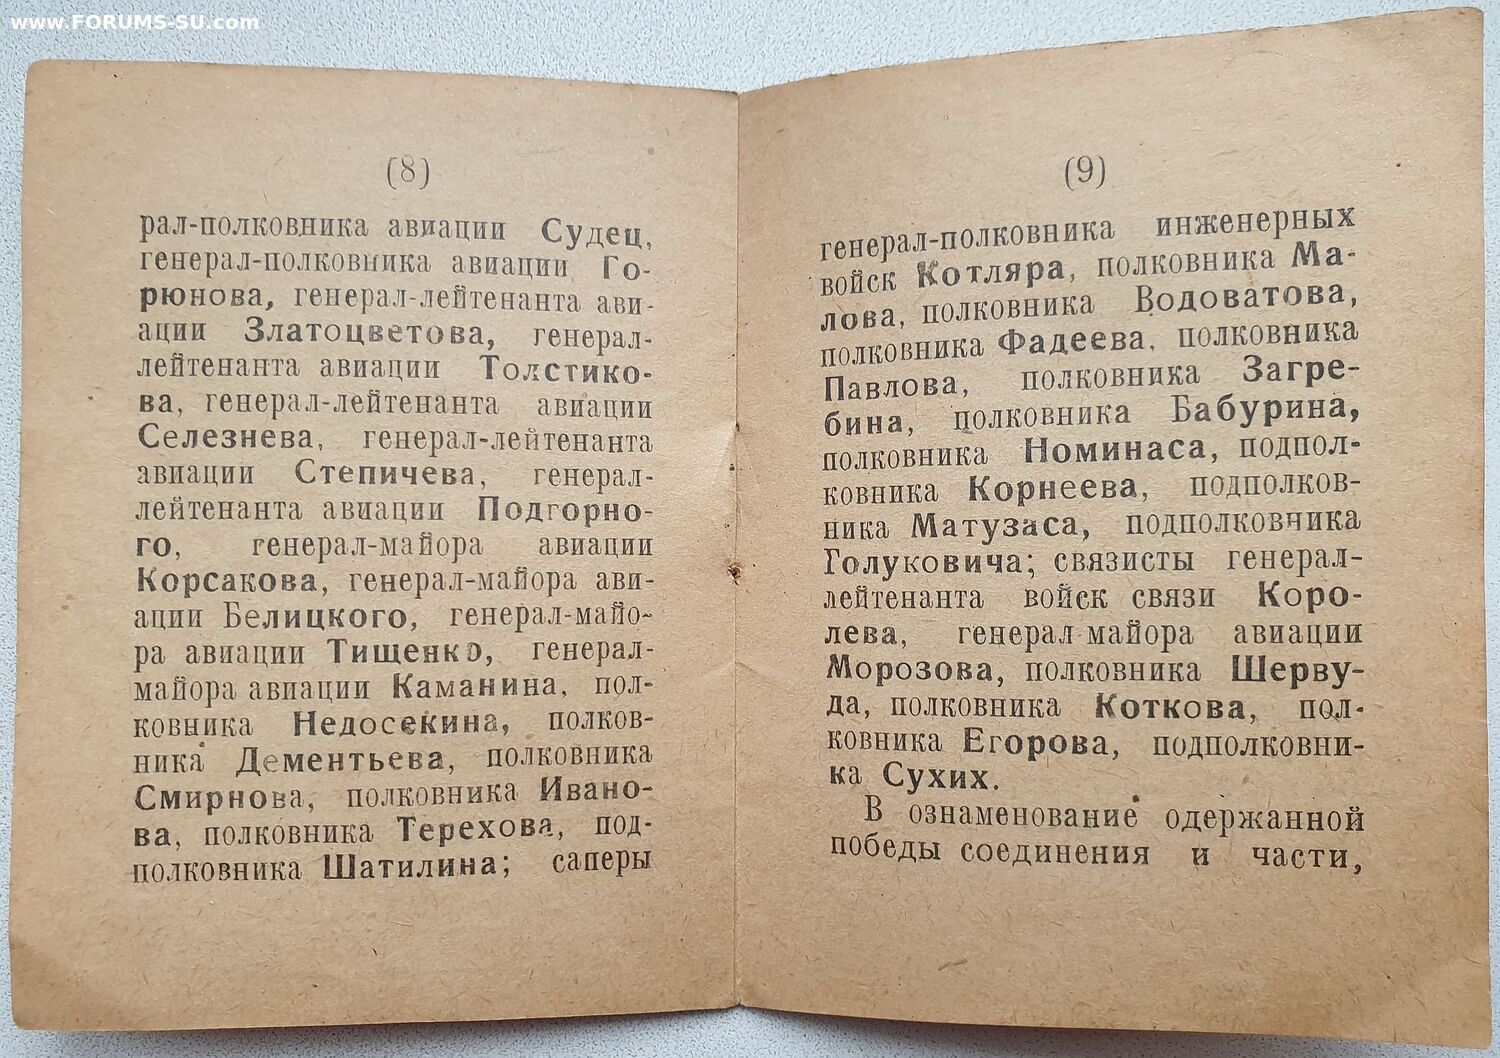 www.FORUMS-SU.com
(8)
рал-полковника авиации Судец,
генерал-полковника авиации Го-
рюнова, генерал-лейтенанта ави-
ации Златоцветова, генерал-
лейтенанта авиации Толстико-
ва, генерал-лейтенанта авиации
Селезнева, генерал-лейтенанта
авиации Степичева, генерал-
лейтенанта авиации Подгорно-
го, генерал-майора авиации
Корсакова, генерал-майора ави-
ации Белицкого, генерал-майо-
ра авиации Тищенко, генерал-
майора авиации Каманина, пол-
ковника Недосекина, полков-
ника Дементьева, полковника
Смирнова, полковника Ивано-
ва, полковника Терехова, под-
полковника Шатилина; саперы
(9)
генерал-полковника инженерных
войск Котляра, полковника Ма-
лова, полковника Водоватова,
полковника Фадеева, полковника
Павлова, полковника Загре-
бина, полковника Бабурина,
полковника Номинаса, подпол-
ковника Корнеева, подполков-
ника Матузаса, подполковника
Голуковича; связисты генерал-
лейтенанта войск связи Коро-
лева, генерал-майора авиации
Морозова, полковника Шерву-
да, полковника Коткова, пол-
ковника Егорова, подполковни-
ка Сухих.
В ознаменование одержанной
победы соединения и части,